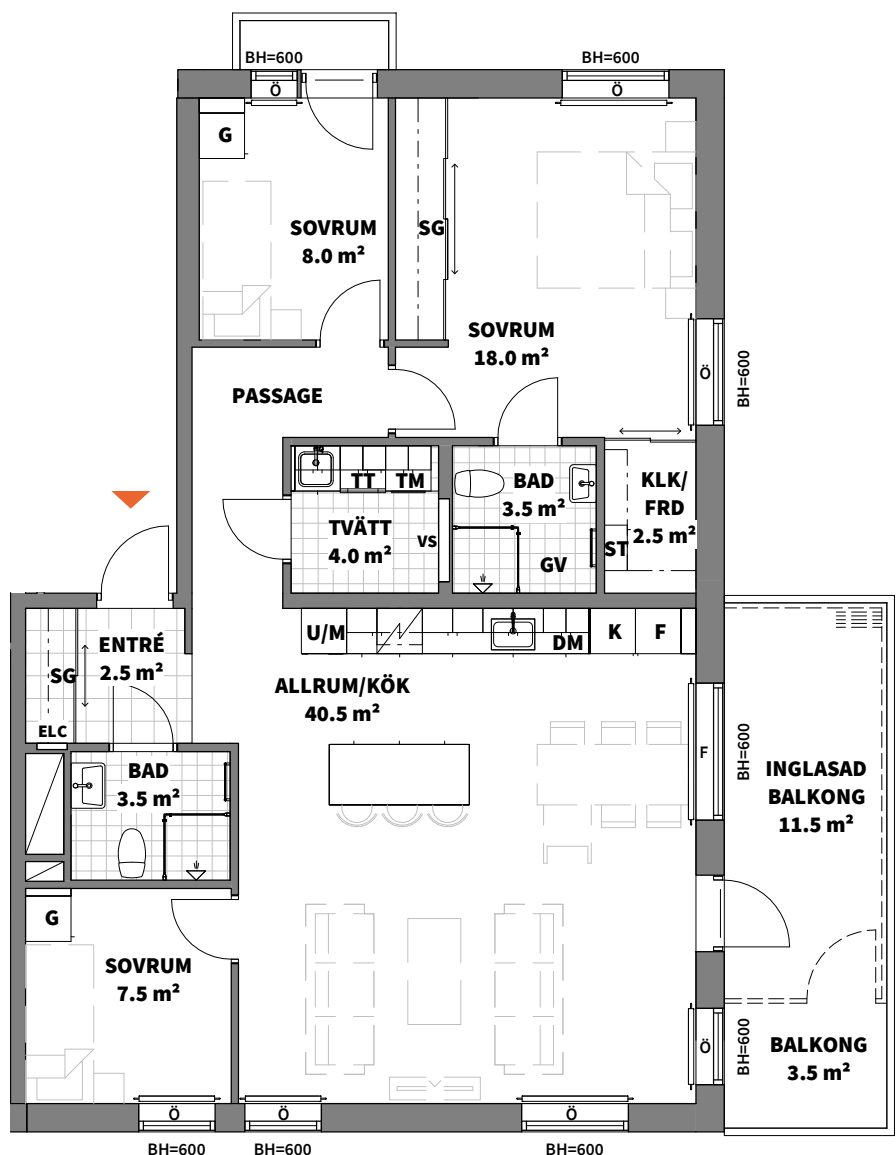 BH=600
BH=600
Ö
Ö
G
SOVRUM
8.0 m²
SG
SOVRUM
18.0 m²
Ö
BH=600
PASSAGE
TT
TM
BAD
3.5 m²
KLK/
FRD
2.5 m²
TVÄTT
4.0 m²
VS
GV
ST
ENTRÉ
2.5 m²
SG
ELC
U/M
DM
K
F
ALLRUM/KÖK
40.5 m²
F
BH=600
INGLASAD
BALKONG
11.5 m²
BAD
3.5 m²
G
SOVRUM
7.5 m²
Ö
BH=600
BALKONG
3.5 m²
Ö
Ö
Ö
BH=600
BH=600
BH=600